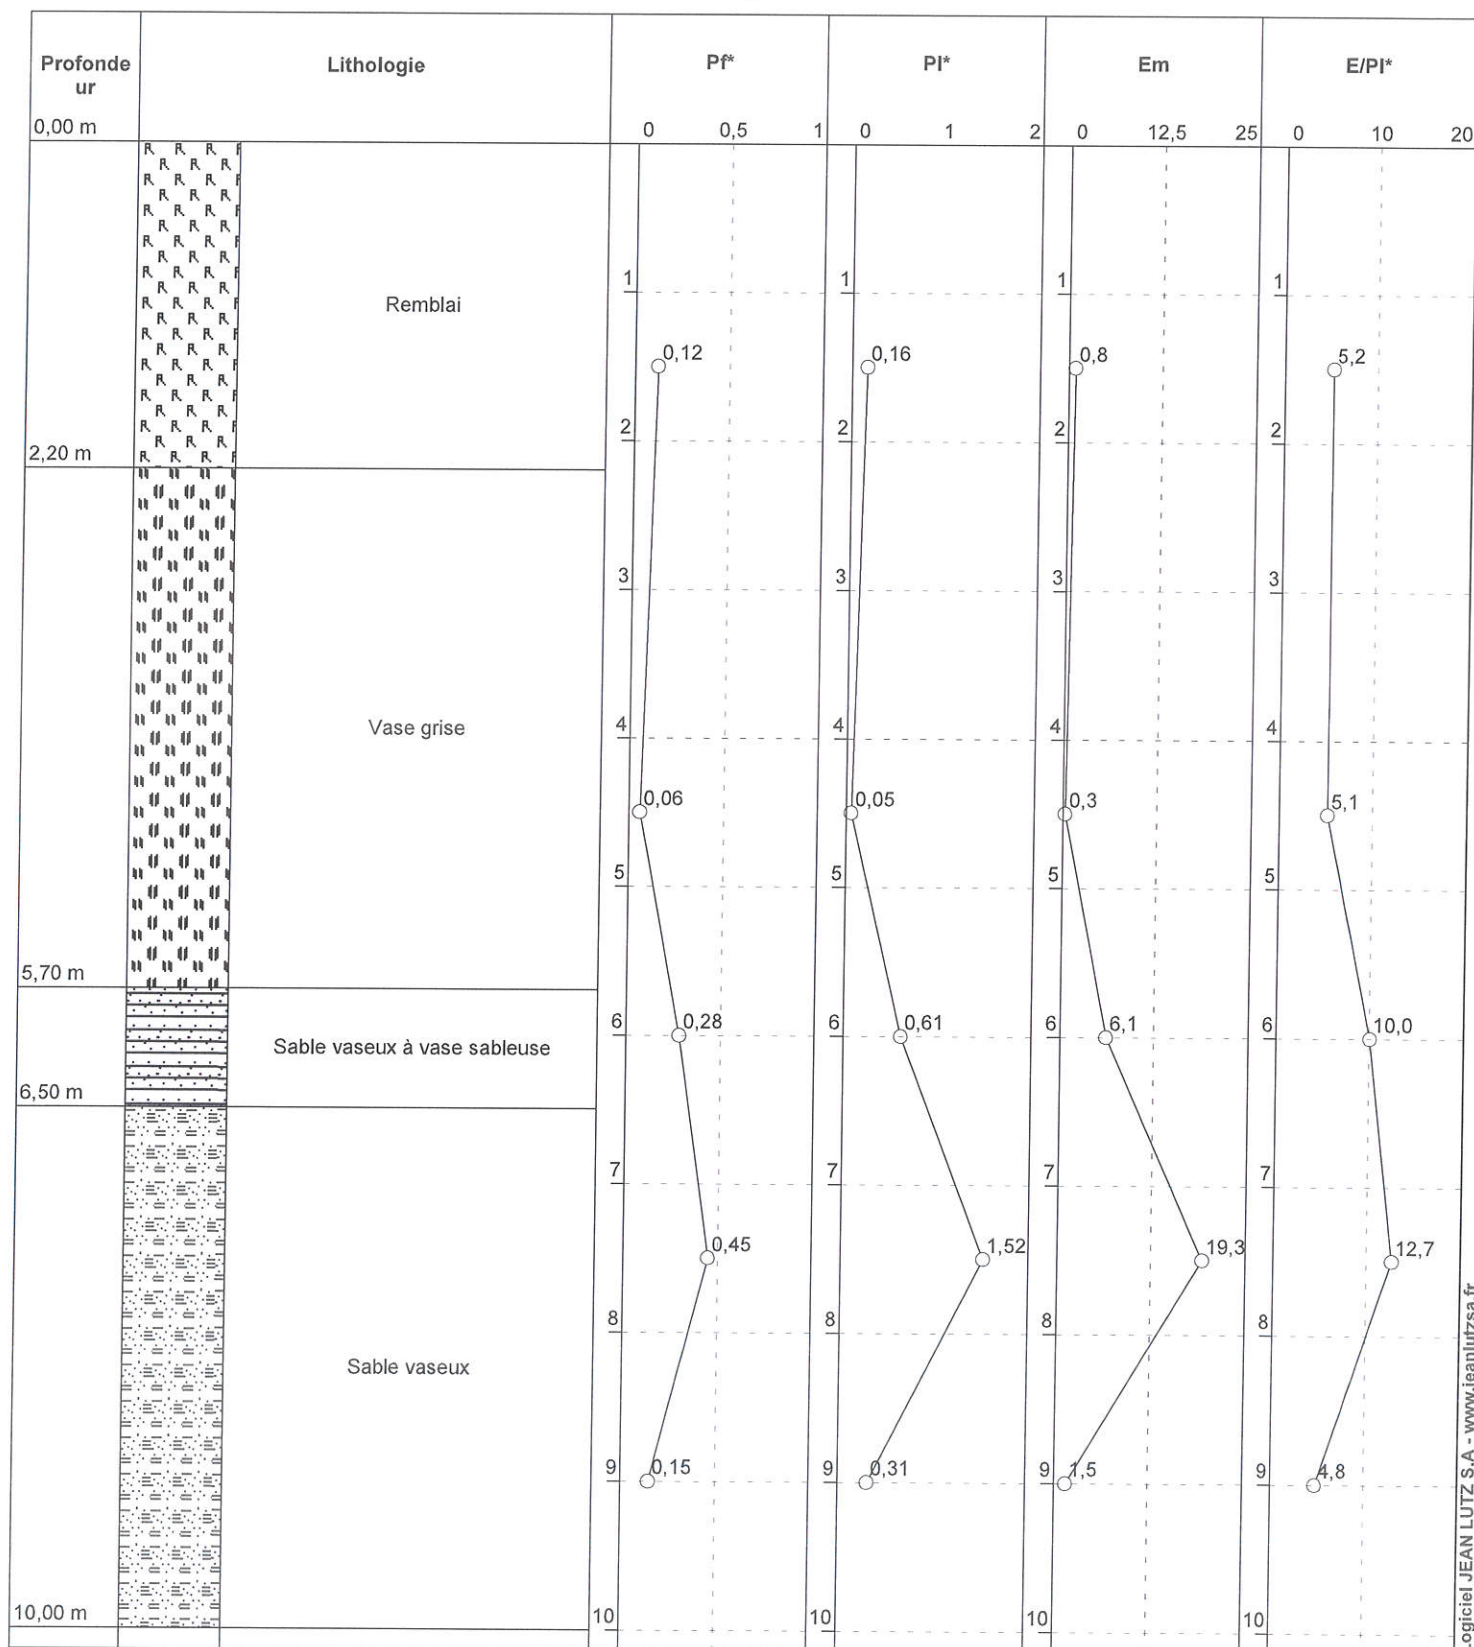 Profonde
ur
Lithologie
Pf*
Pl*
Em
E/Pl*
0,00 m
0 0,5 1
0 1 2
0 12,5 25
0 10 20
1 1 1 1
Remblai
0,12 0,16 0,8 5,2
2 2 2 2
2,20 m
3 3 3 3
Vase grise
4 4 4 4
0,06 0,05 0,3 5,1
5 5 5 5
5,70 m
6 0,28 6 0,61 6 6,1 6 10,0
Sable vaseux à vase sableuse
6,50 m
7 7 7 7
0,45 1,52 19,3 12,7
8 8 8 8
Sable vaseux
9 0,15 9 0,31 9 1,5 9 4,8
10,00 m
10 10 10 10
ogiciel JEAN LUTZ S.A - www.jeanlutzsa.fr